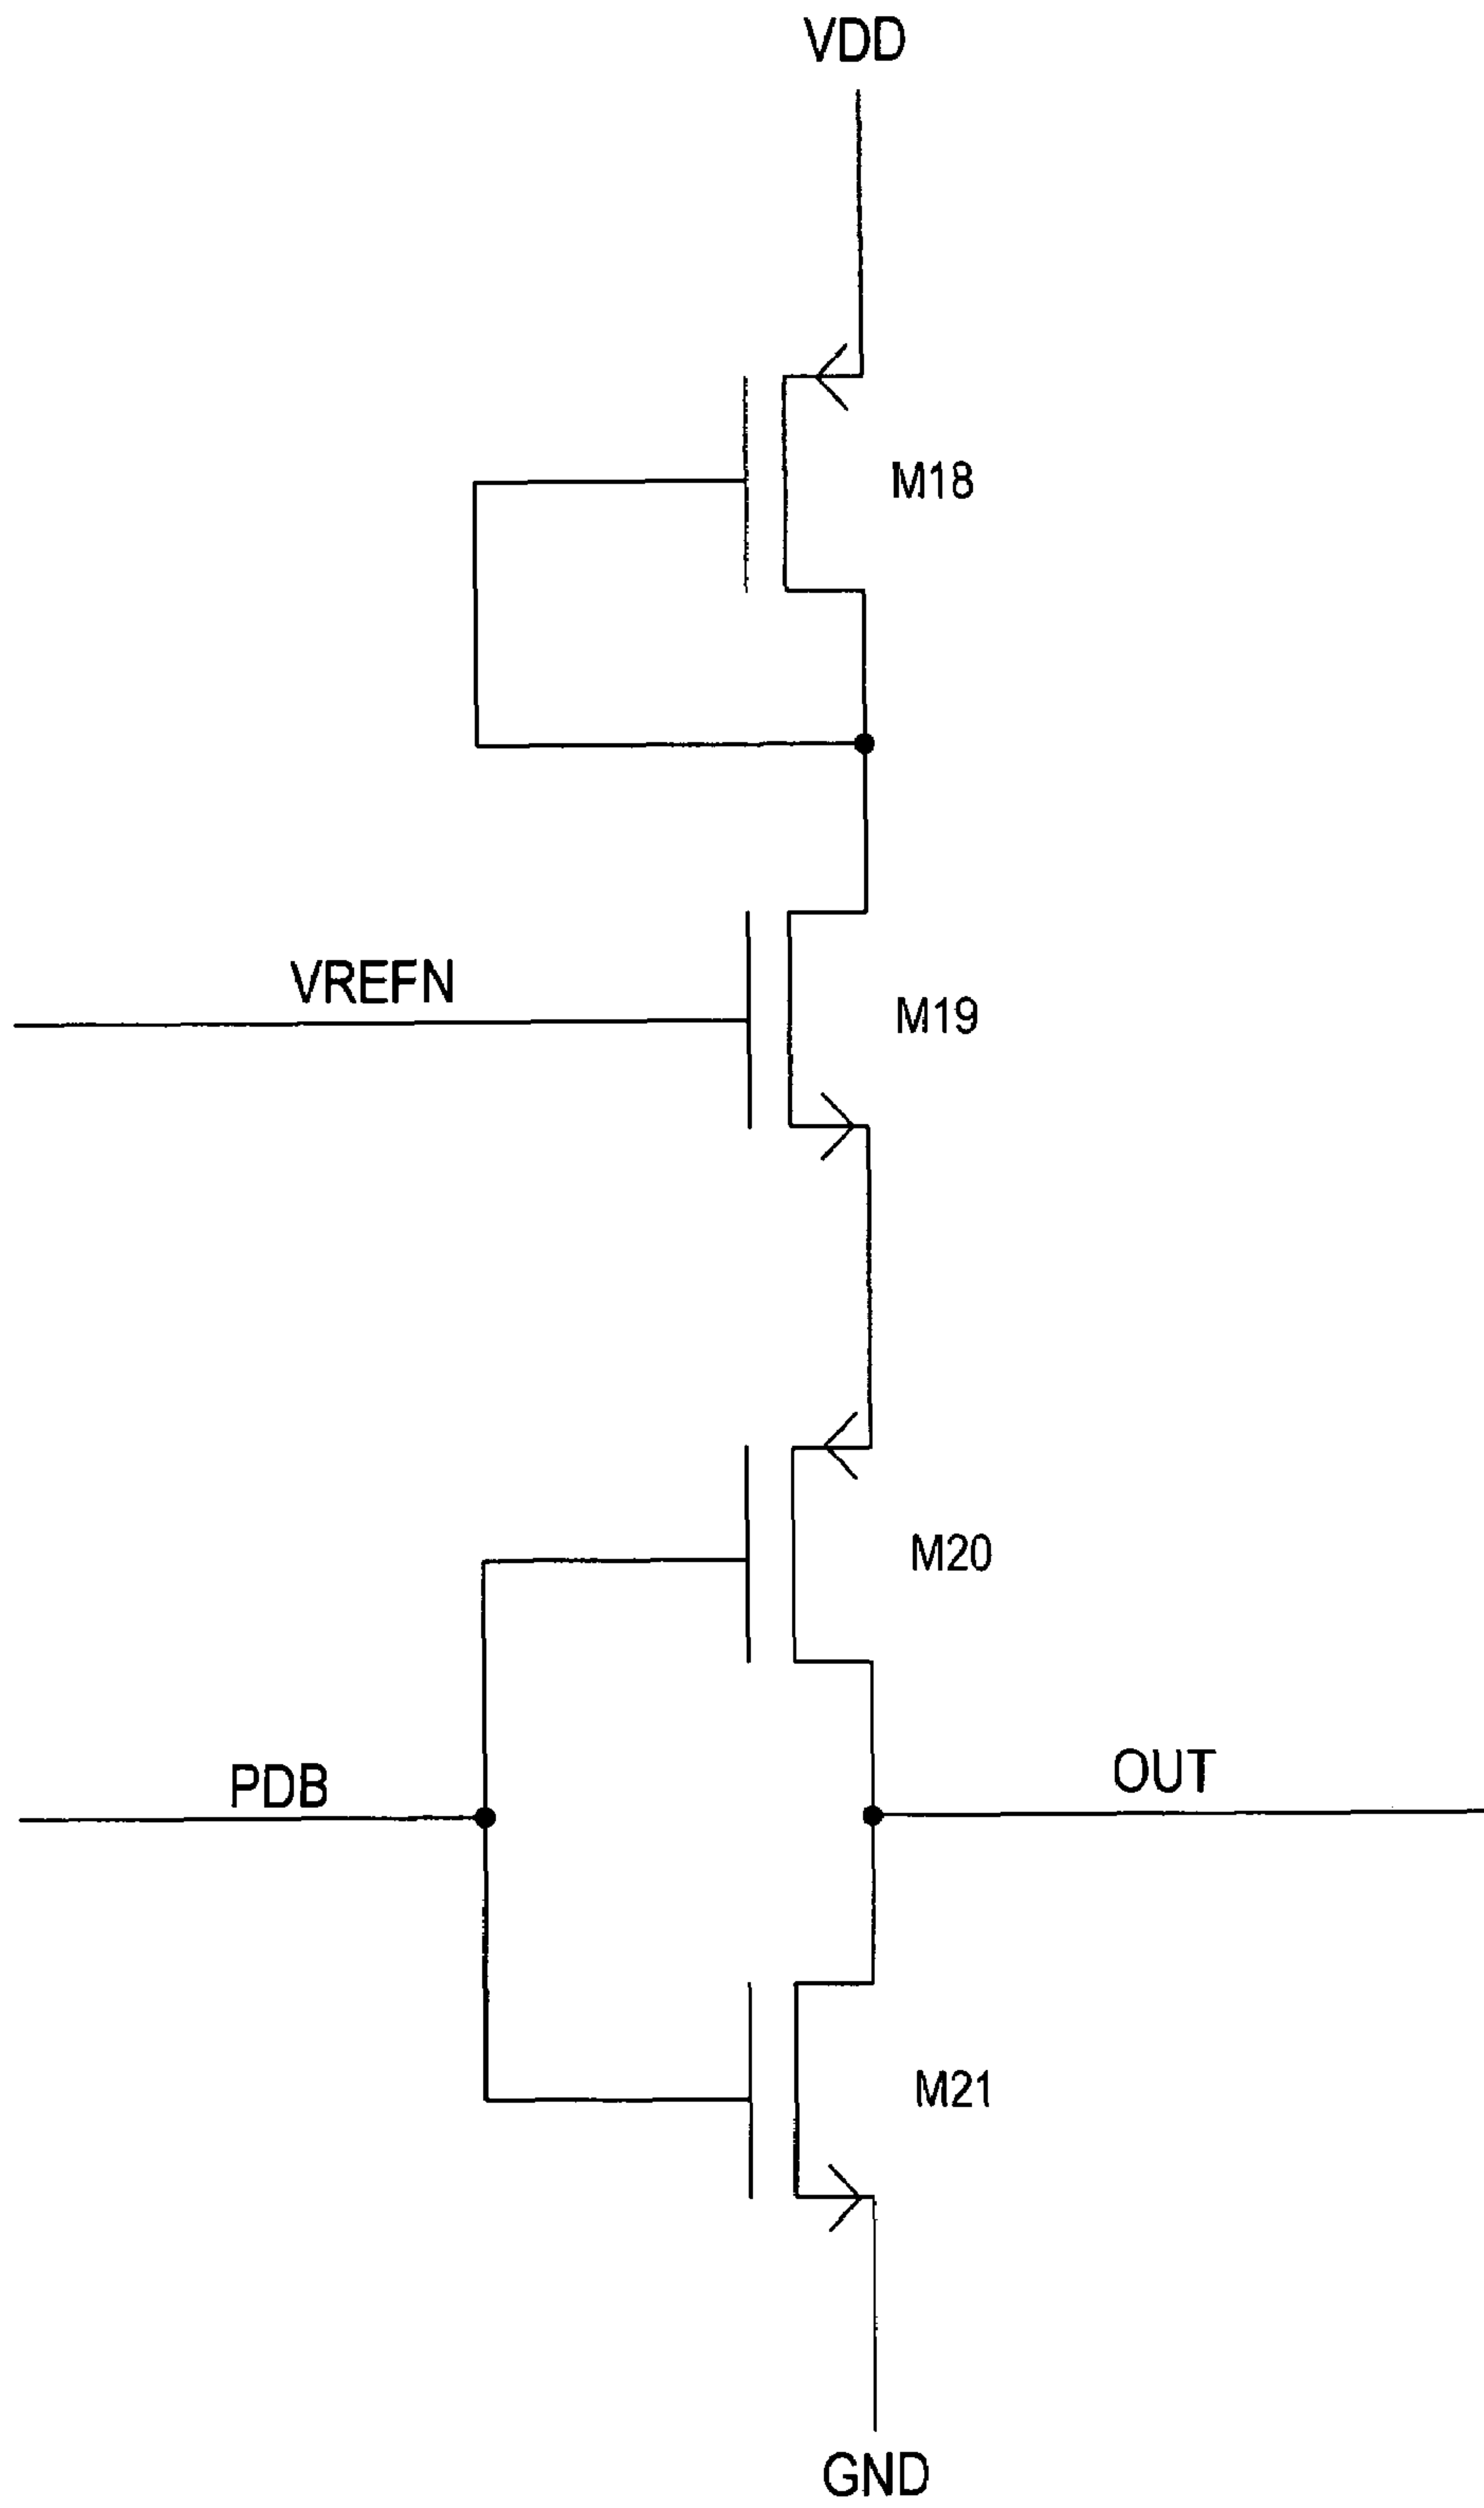 VDD
M18
VREFN
M19
M20
PDB
OUT
M21
GND